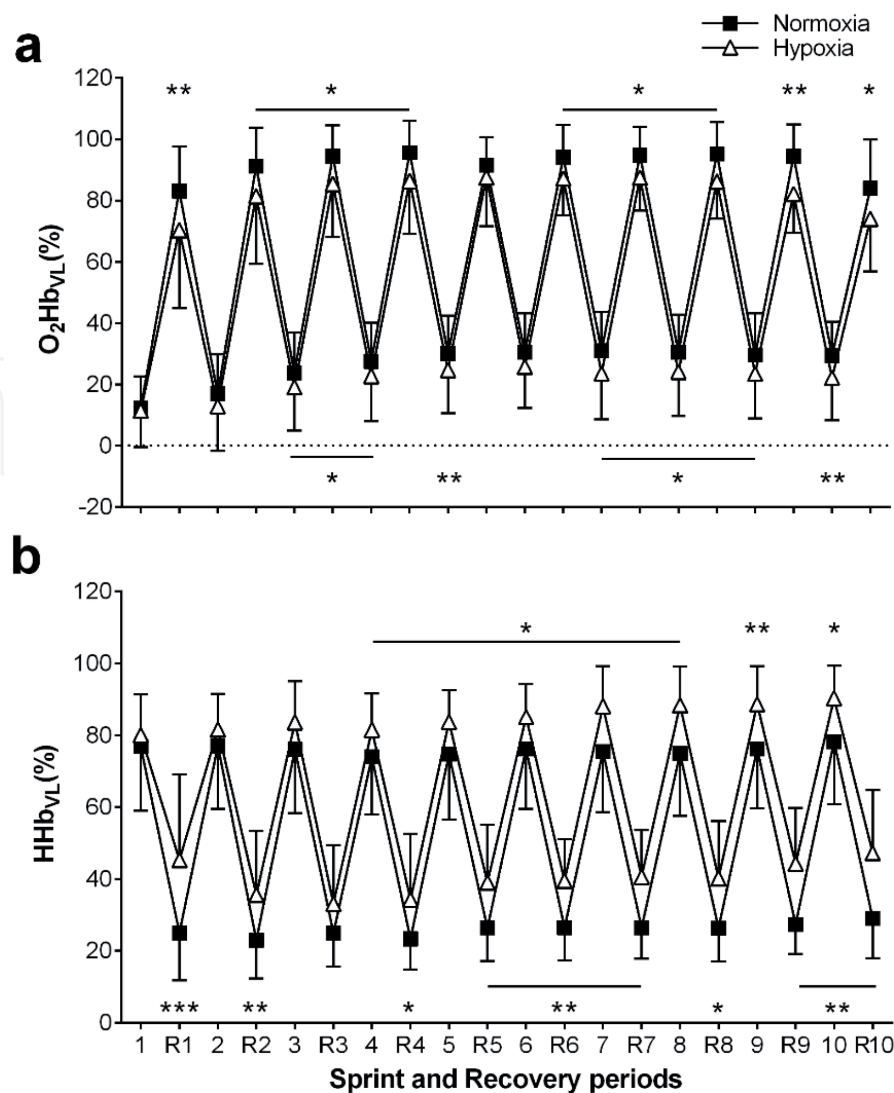 Normoxia
Hypoxia
a
** * * ** *
120
100
80
60
40
20
0
-20
O₂Hb_VL(%)
* ** * **
b
120
100
80
60
40
20
0
HHb_VL(%)
* ** *
*** ** * ** * **
1 R1 2 R2 3 R3 4 R4 5 R5 6 R6 7 R7 8 R8 9 R9 10 R10
Sprint and Recovery periods